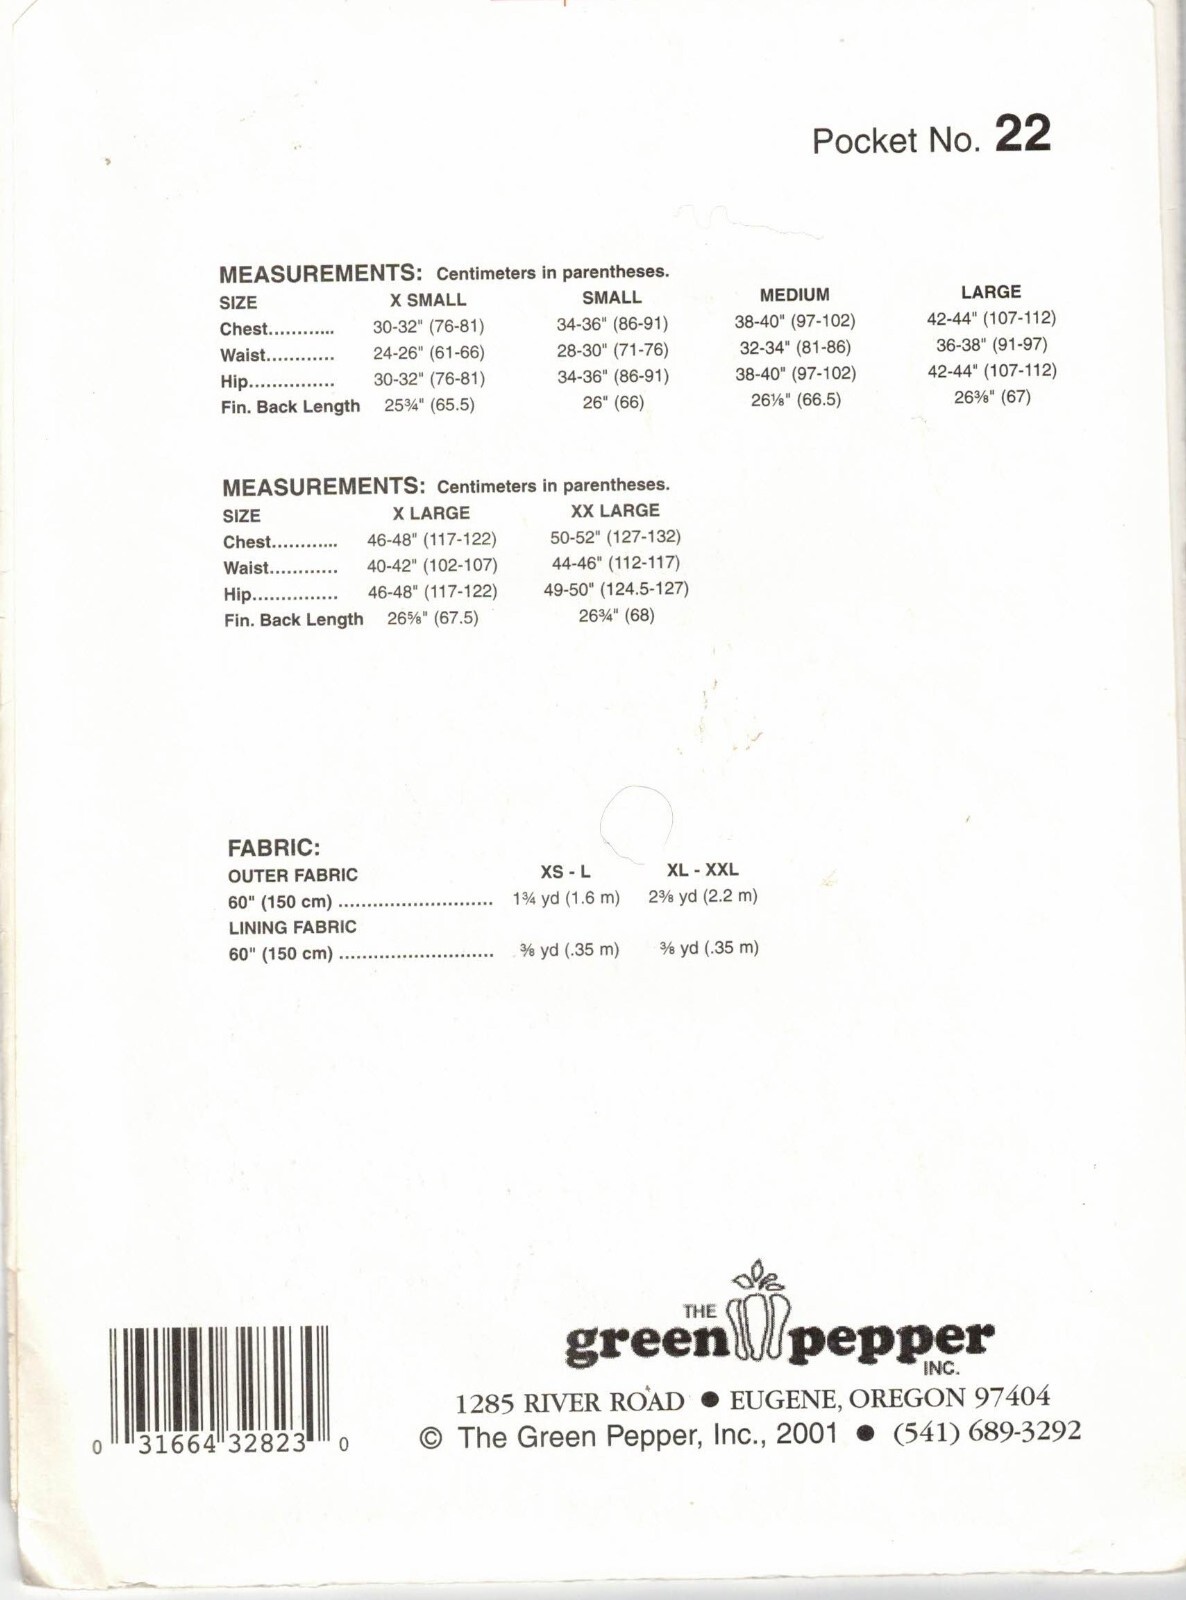 Pocket No. 22
MEASUREMENTS: Centimeters in parentheses.
SIZE X SMALL SMALL MEDIUM LARGE
Chest............ 30-32" (76-81) 34-36" (86-91) 38-40" (97-102) 42-44" (107-112)
Waist............ 24-26" (61-66) 28-30" (71-76) 32-34" (81-86) 36-38" (91-97)
Hip............... 30-32" (76-81) 34-36" (86-91) 38-40" (97-102) 42-44" (107-112)
Fin. Back Length 25¾" (65.5) 26" (66) 26⅛" (66.5) 26⅜" (67)
MEASUREMENTS: Centimeters in parentheses.
SIZE X LARGE XX LARGE
Chest............ 46-48" (117-122) 50-52" (127-132)
Waist............ 40-42" (102-107) 44-46" (112-117)
Hip............... 46-48" (117-122) 49-50" (124.5-127)
Fin. Back Length 26⅝" (67.5) 26¾" (68)
FABRIC:
OUTER FABRIC XS - L XL - XXL
60" (150 cm) ........................... 1¾ yd (1.6 m) 2⅜ yd (2.2 m)
LINING FABRIC
60" (150 cm) ........................... ⅜ yd (.35 m) ⅜ yd (.35 m)
THE
green pepper
INC.
1285 RIVER ROAD ● EUGENE, OREGON 97404
© The Green Pepper, Inc., 2001 ● (541) 689-3292
0 31664 32823 0